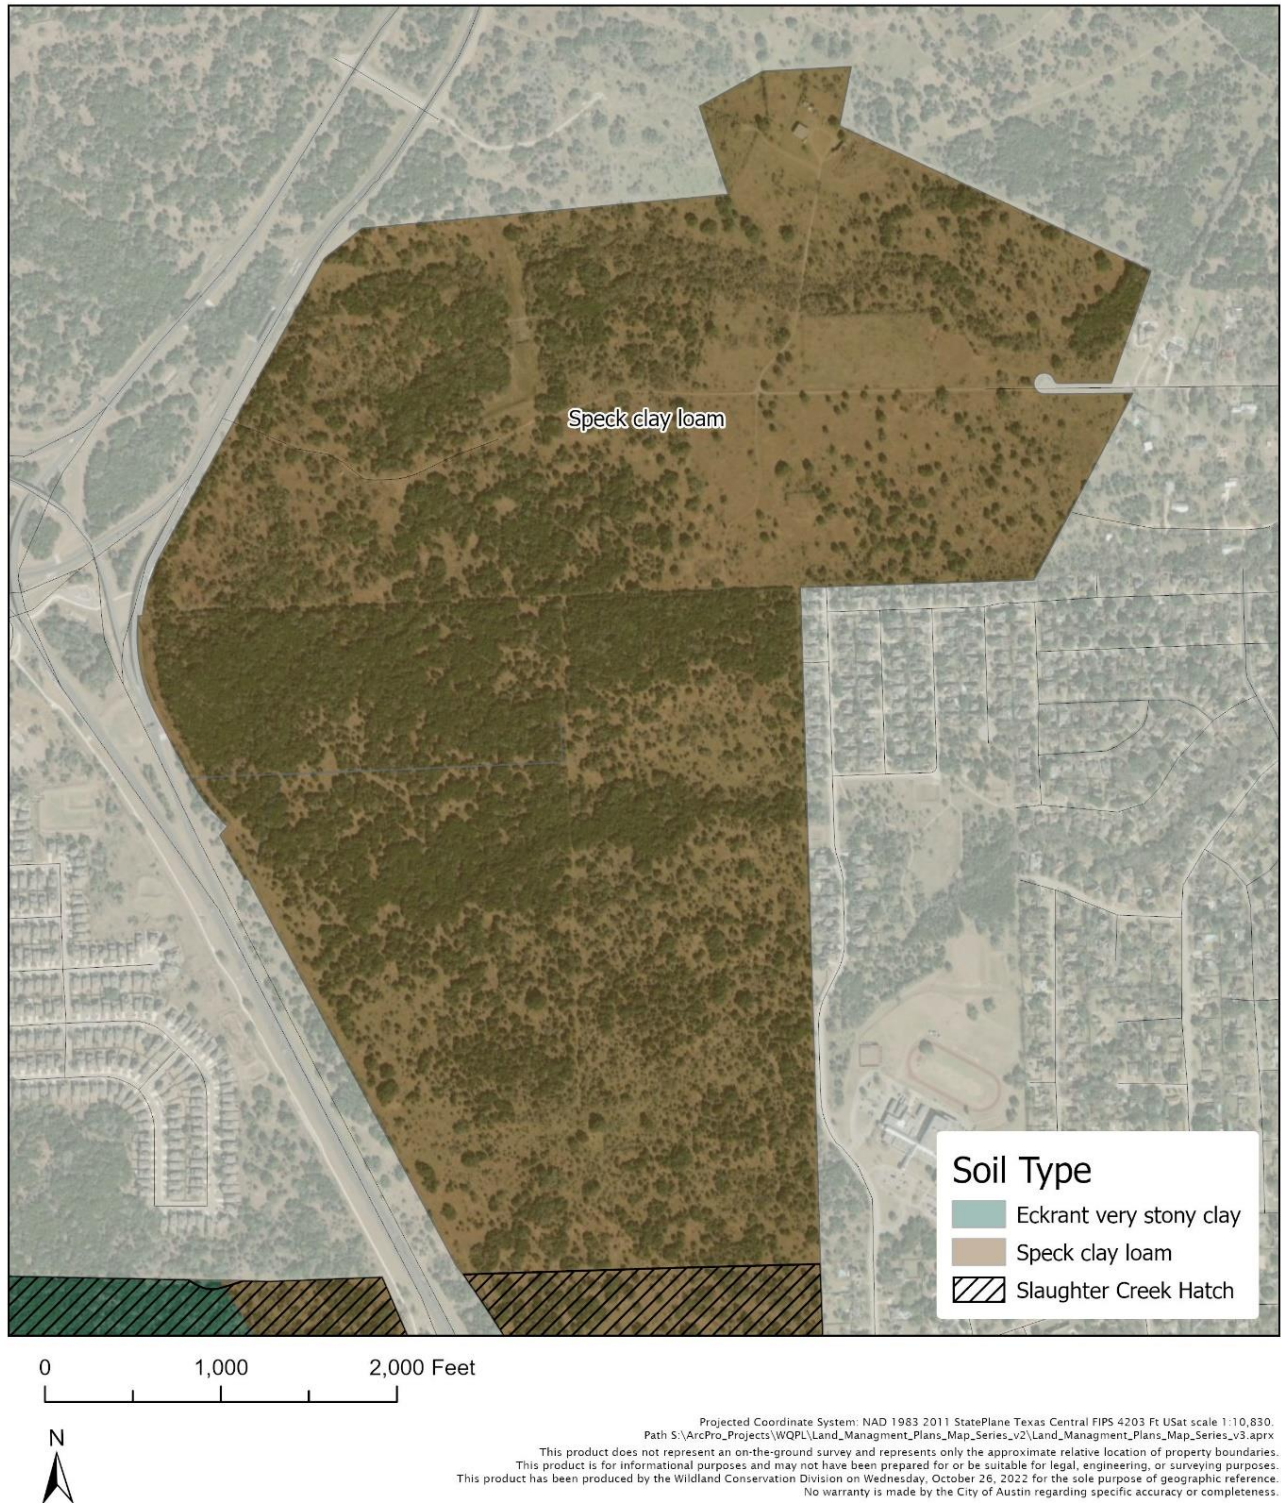 Speck clay loam
Soil Type
Eckrant very stony clay
Speck clay loam
Slaughter Creek Hatch
0 1,000 2,000 Feet
N
Projected Coordinate System: NAD 1983 2011 StatePlane Texas Central FIPS 4203 Ft USat scale 1:10,830.
Path S:\ArcPro_Projects\WQPL\Land_Managment_Plans_Map_Series_v2\Land_Managment_Plans_Map_Series_v3.aprx
This product does not represent an on-the-ground survey and represents only the approximate relative location of property boundaries.
This product is for informational purposes and may not have been prepared for or be suitable for legal, engineering, or surveying purposes.
This product has been produced by the Wildland Conservation Division on Wednesday, October 26, 2022 for the sole purpose of geographic reference.
No warranty is made by the City of Austin regarding specific accuracy or completeness.